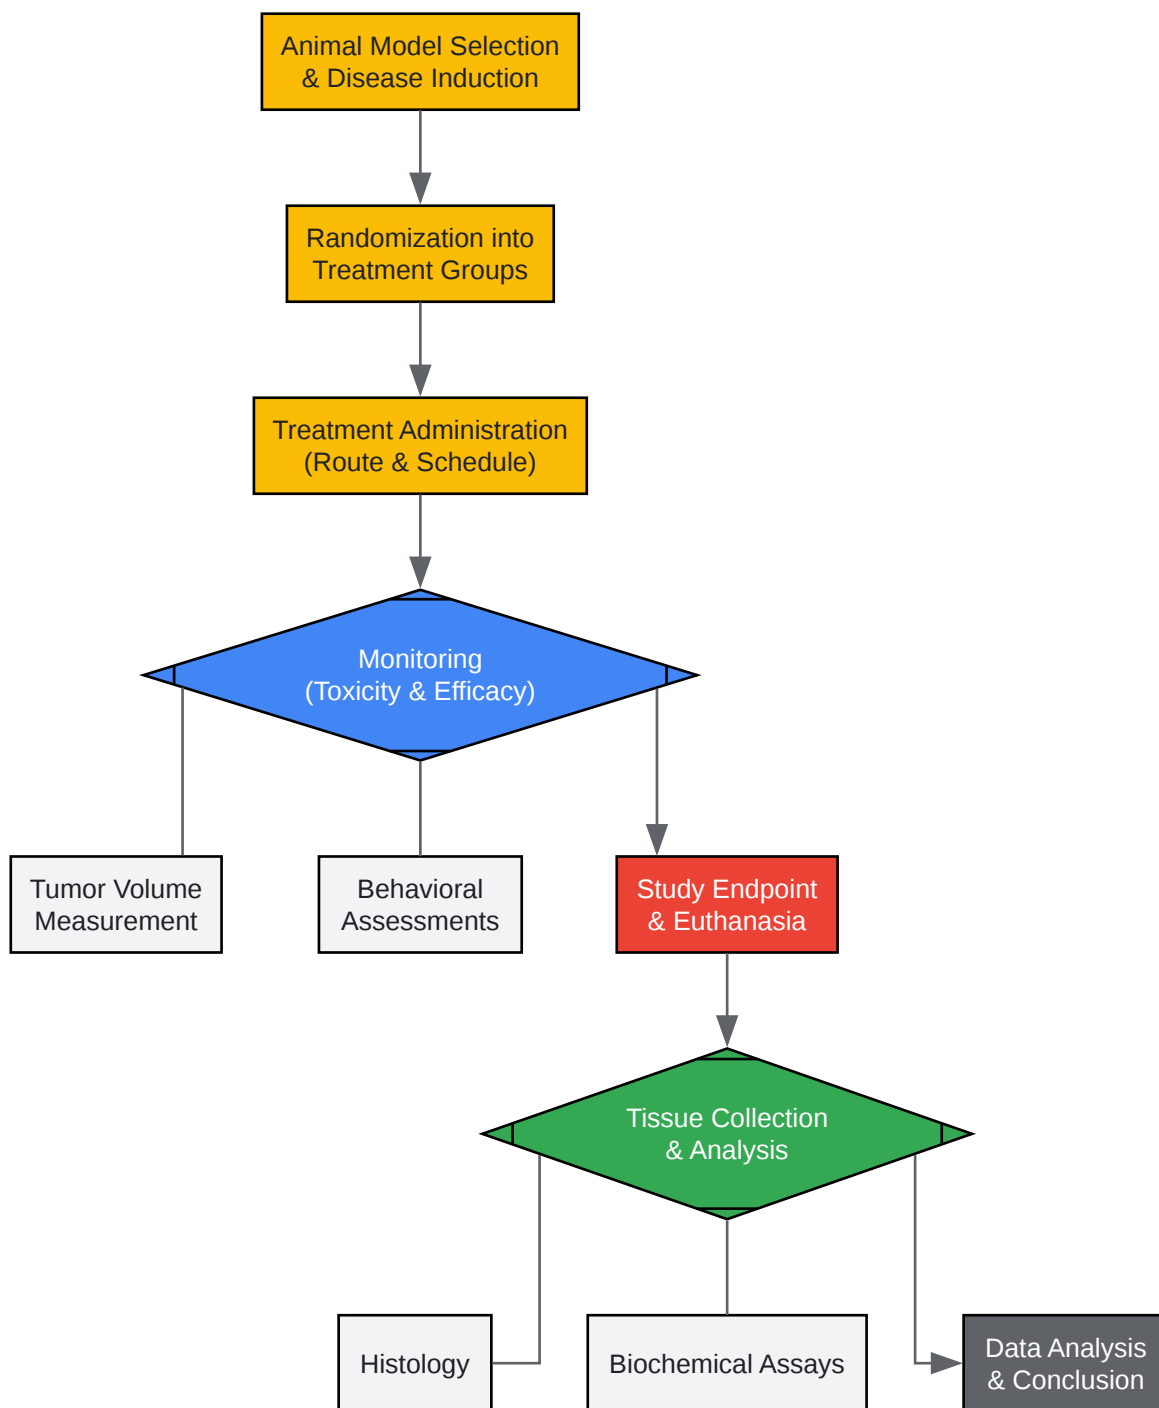 Animal Model Selection
& Disease Induction
Randomization into
Treatment Groups
Treatment Administration
(Route & Schedule)
Monitoring
(Toxicity & Efficacy)
Tumor Volume
Measurement
Behavioral
Assessments
Study Endpoint
& Euthanasia
Tissue Collection
& Analysis
Histology
Biochemical Assays
Data Analysis
& Conclusion